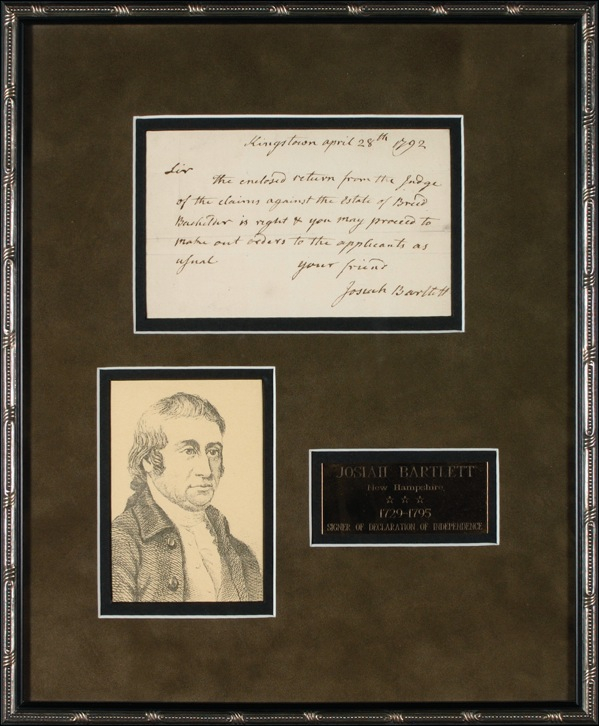 Kingstown april 28th 1792
Sir
the enclosed return from the Judge
of the claims against the Estate of Breed
is right & you may proceed to
make out orders to the applicants as
usual your friend
Josiah Bartlett
JOSIAH BARTLETT
New Hampshire
☆ ☆ ☆
1729-1795
SIGNER OF DECLARATION OF INDEPENDENCE